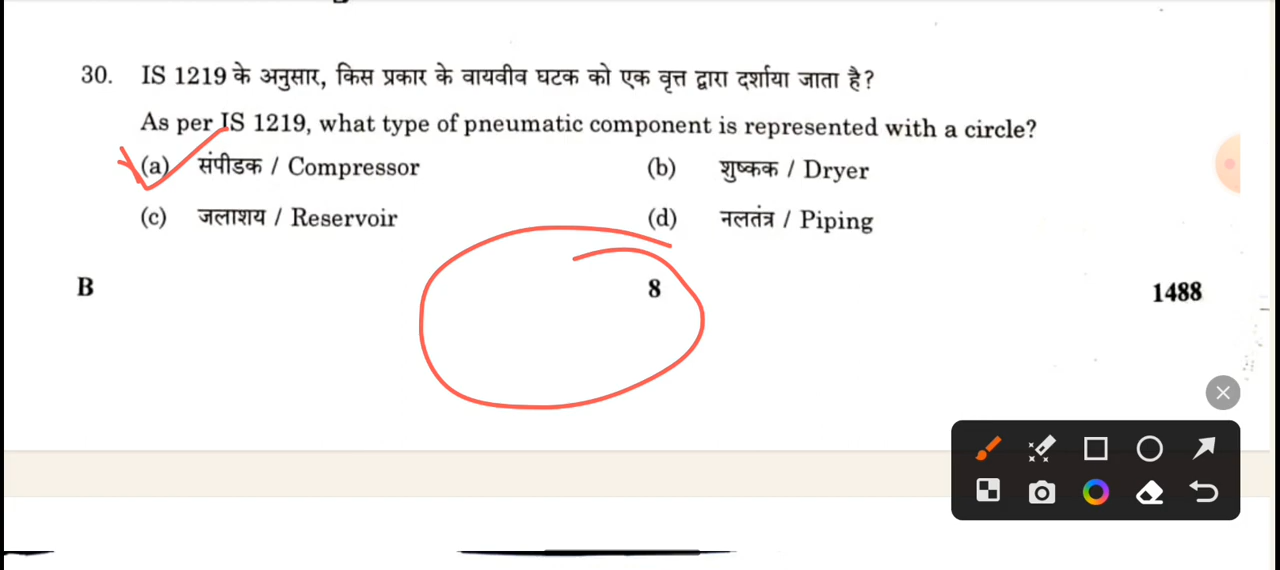 30. IS 1219 के अनुसार, किस प्रकार के वायवीय घटक को एक वृत्त द्वारा दर्शाया जाता है?
As per IS 1219, what type of pneumatic component is represented with a circle?
(a) संपीडक / Compressor (b) शुष्कक / Dryer
(c) जलाशय / Reservoir (d) नलतंत्र / Piping
B 8 1488